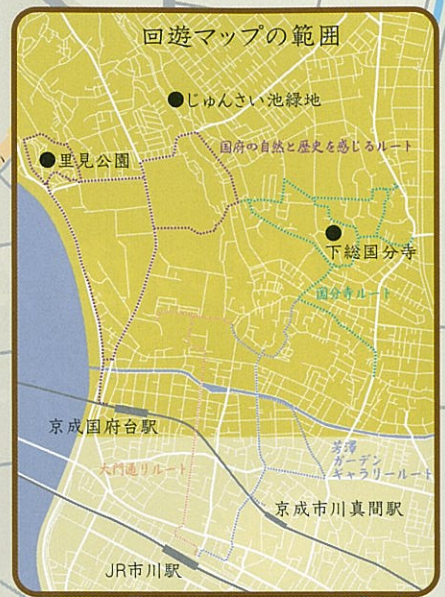 回遊マップの範囲
●じゅんさい池緑地
国府の自然と歴史を感じるルート
●里見公園
下総国分寺
国分寺ルート
京成国府台駅
芳澤
ガーデン
ギャラリールート
大門通りルート
京成市川真間駅
JR市川駅